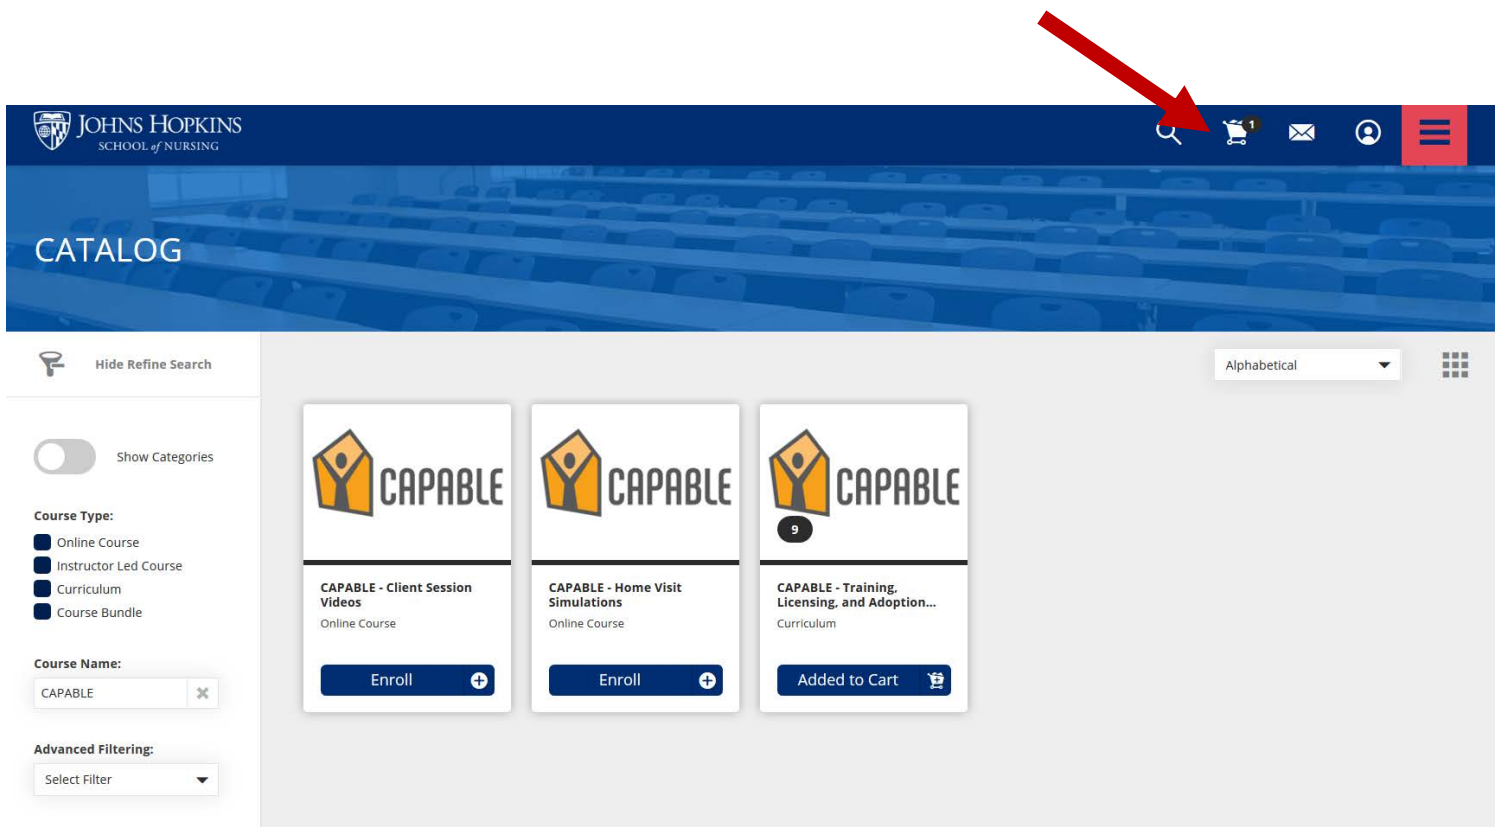 JOHNS HOPKINS
SCHOOL of NURSING
1
CATALOG
Hide Refine Search
Alphabetical
Show Categories
Course Type:
Online Course
Instructor Led Course
Curriculum
Course Bundle
Course Name:
CAPABLE
Advanced Filtering:
Select Filter
CAPABLE
CAPABLE - Client Session
Videos
Online Course
Enroll
CAPABLE
CAPABLE - Home Visit
Simulations
Online Course
Enroll
CAPABLE
9
CAPABLE - Training,
Licensing, and Adoption...
Curriculum
Added to Cart